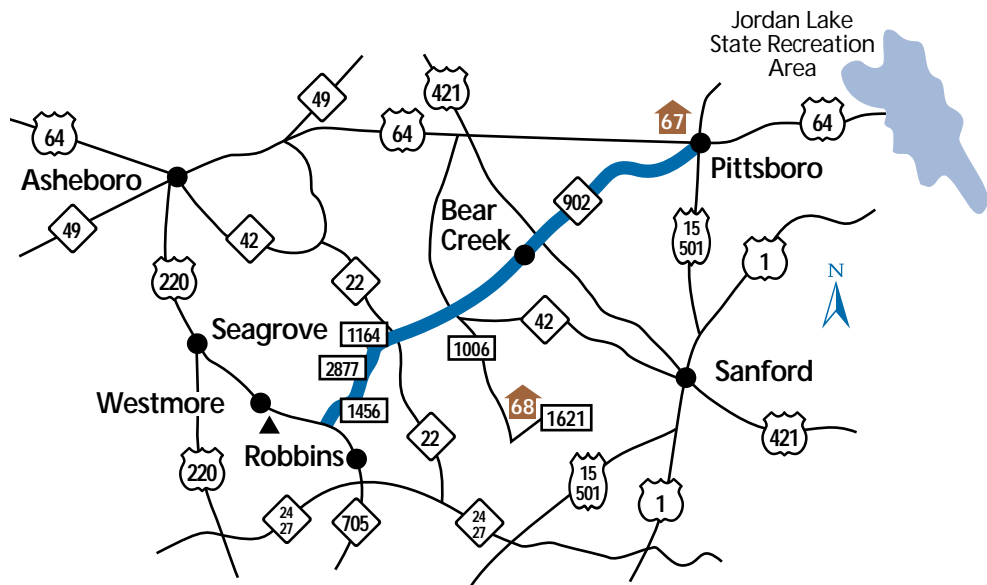 Jordan Lake
State Recreation
Area
49
421
64
64
67
64
Asheboro
Pittsboro
49
42
Bear
Creek
902
15
501
1
N
220
22
Seagrove
1164
2877
1006
42
Sanford
Westmore
1456
68
1621
22
421
Robbins
220
15
501
24
27
705
24
27
1